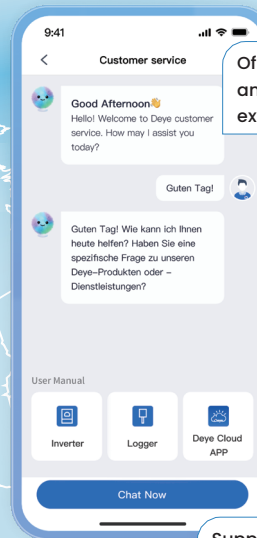 9:41
Customer service
Of
an
ex
Good Afternoon👋
Hello! Welcome to Deye customer
service. How may I assist you
today?
Guten Tag!
Guten Tag! Wie kann ich Ihnen
heute helfen? Haben Sie eine
spezifische Frage zu unseren
Deye-Produkten oder -
Dienstleistungen?
User Manual
Inverter
Logger
Deye Cloud
APP
Chat Now